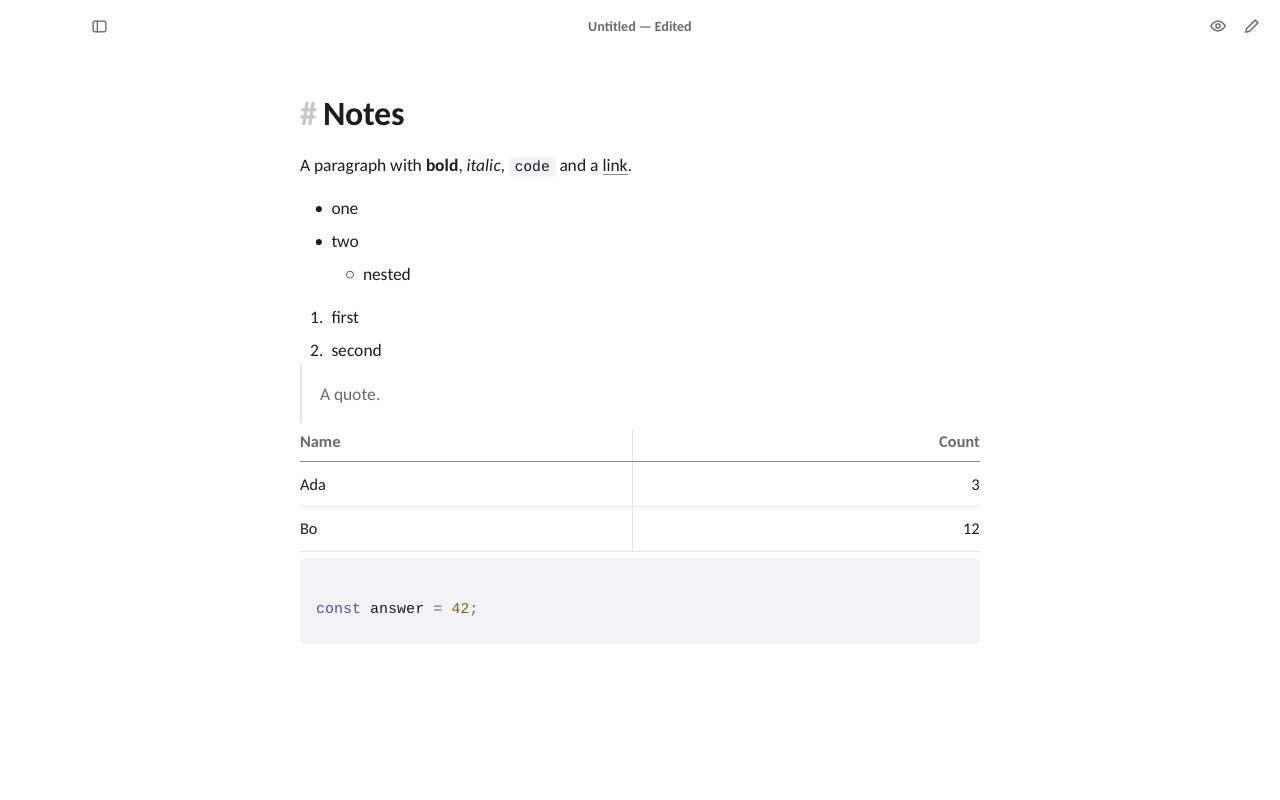 Untitled — Edited
# Notes
A paragraph with bold, italic, code and a link.
• one
• two
○ nested
1. first
2. second
A quote.
Name Count
Ada 3
Bo 12
const answer = 42;